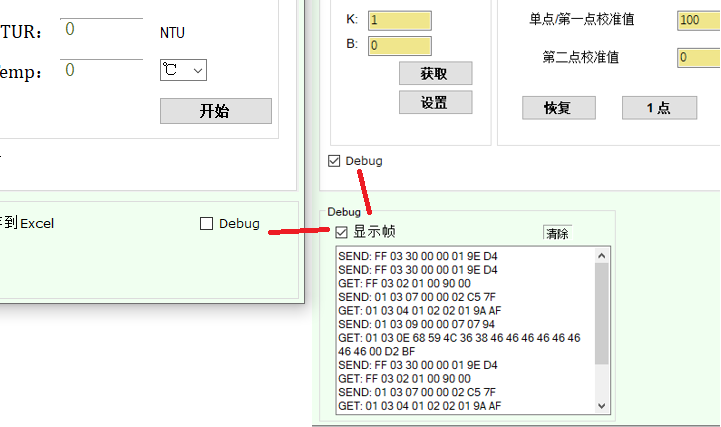 TUR:
0
NTU
Temp:
0
℃
开始
Excel
Debug
K:
1
B:
0
获取
设置
单点/第一点校准值
100
第二点校准值
0
恢复
1 点
Debug
Debug
显示帧
清除
SEND: FF 03 30 00 00 01 9E D4
SEND: FF 03 30 00 00 01 9E D4
GET: FF 03 02 01 00 90 00
SEND: 01 03 07 00 00 02 C5 7F
GET: 01 03 04 01 02 02 01 9A AF
SEND: 01 03 09 00 00 07 07 94
GET: 01 03 0E 68 59 4C 36 38 46 46 46 46 46 46
46 46 00 D2 BF
SEND: FF 03 30 00 00 01 9E D4
GET: FF 03 02 01 00 90 00
SEND: 01 03 07 00 00 02 C5 7F
GET: 01 03 04 01 02 02 01 9A AF